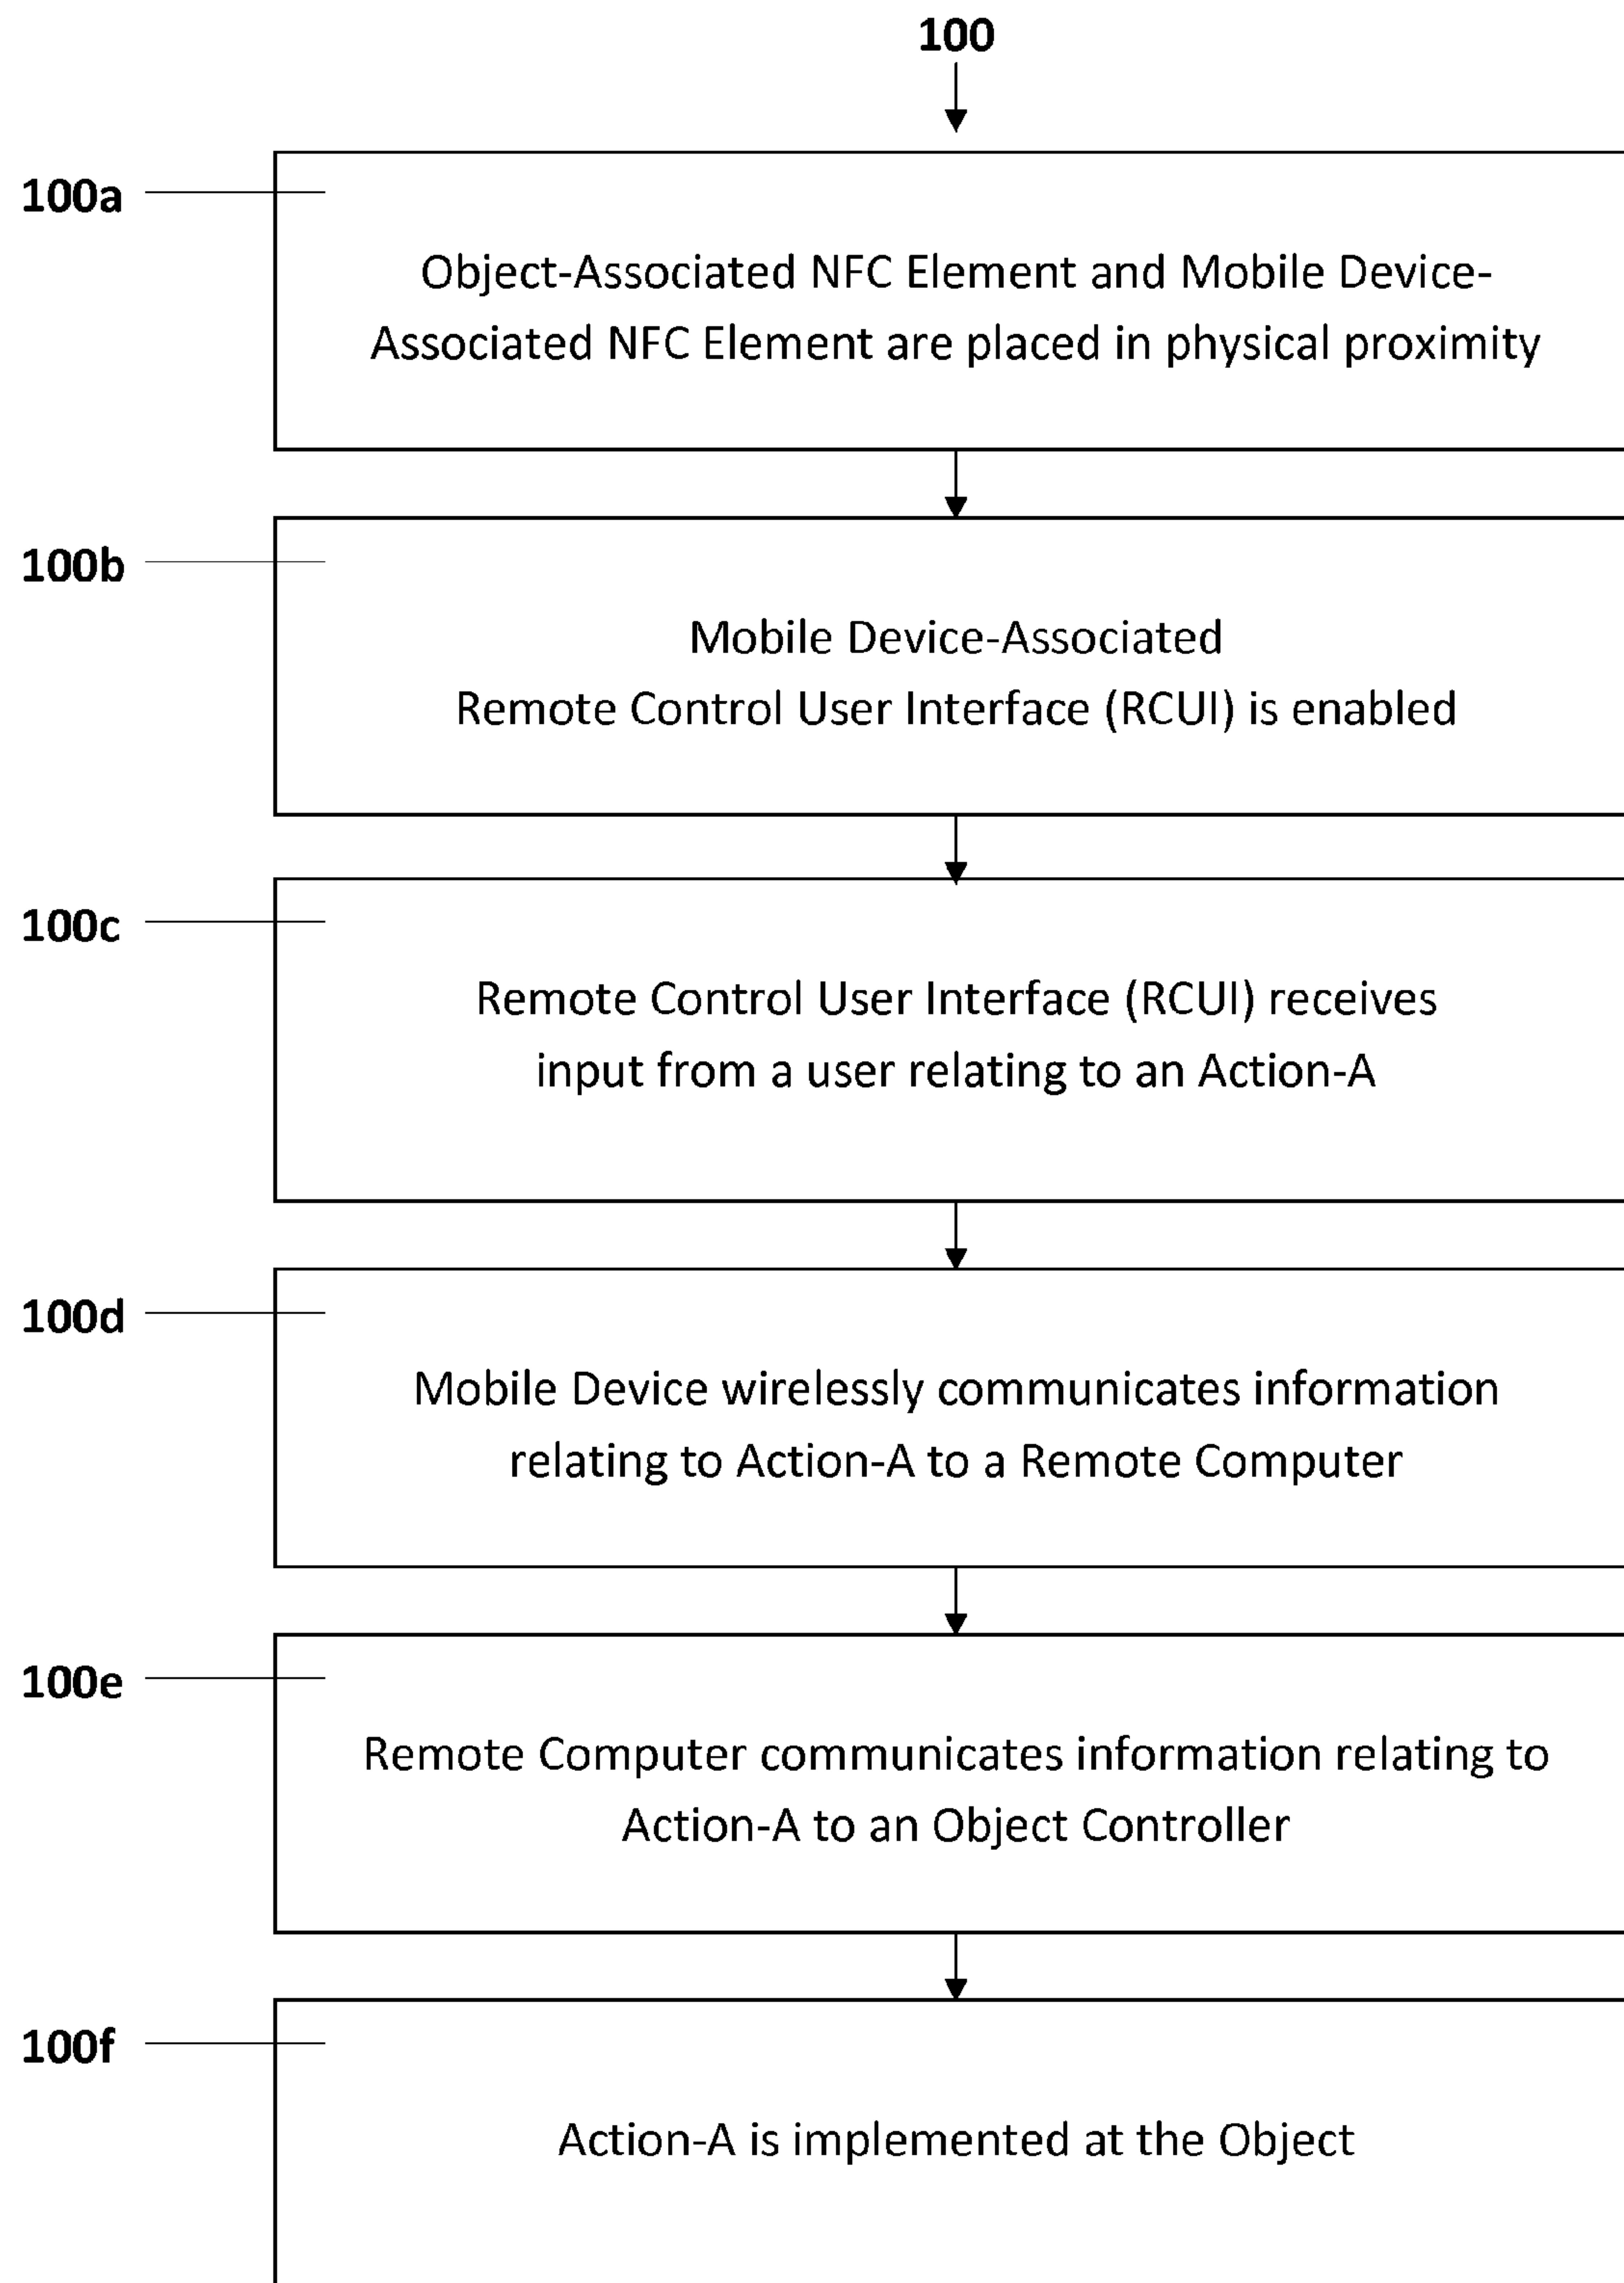 100
100a
Object-Associated NFC Element and Mobile Device-
Associated NFC Element are placed in physical proximity
100b
Mobile Device-Associated
Remote Control User Interface (RCUI) is enabled
100c
Remote Control User Interface (RCUI) receives
input from a user relating to an Action-A
100d
Mobile Device wirelessly communicates information
relating to Action-A to a Remote Computer
100e
Remote Computer communicates information relating to
Action-A to an Object Controller
100f
Action-A is implemented at the Object